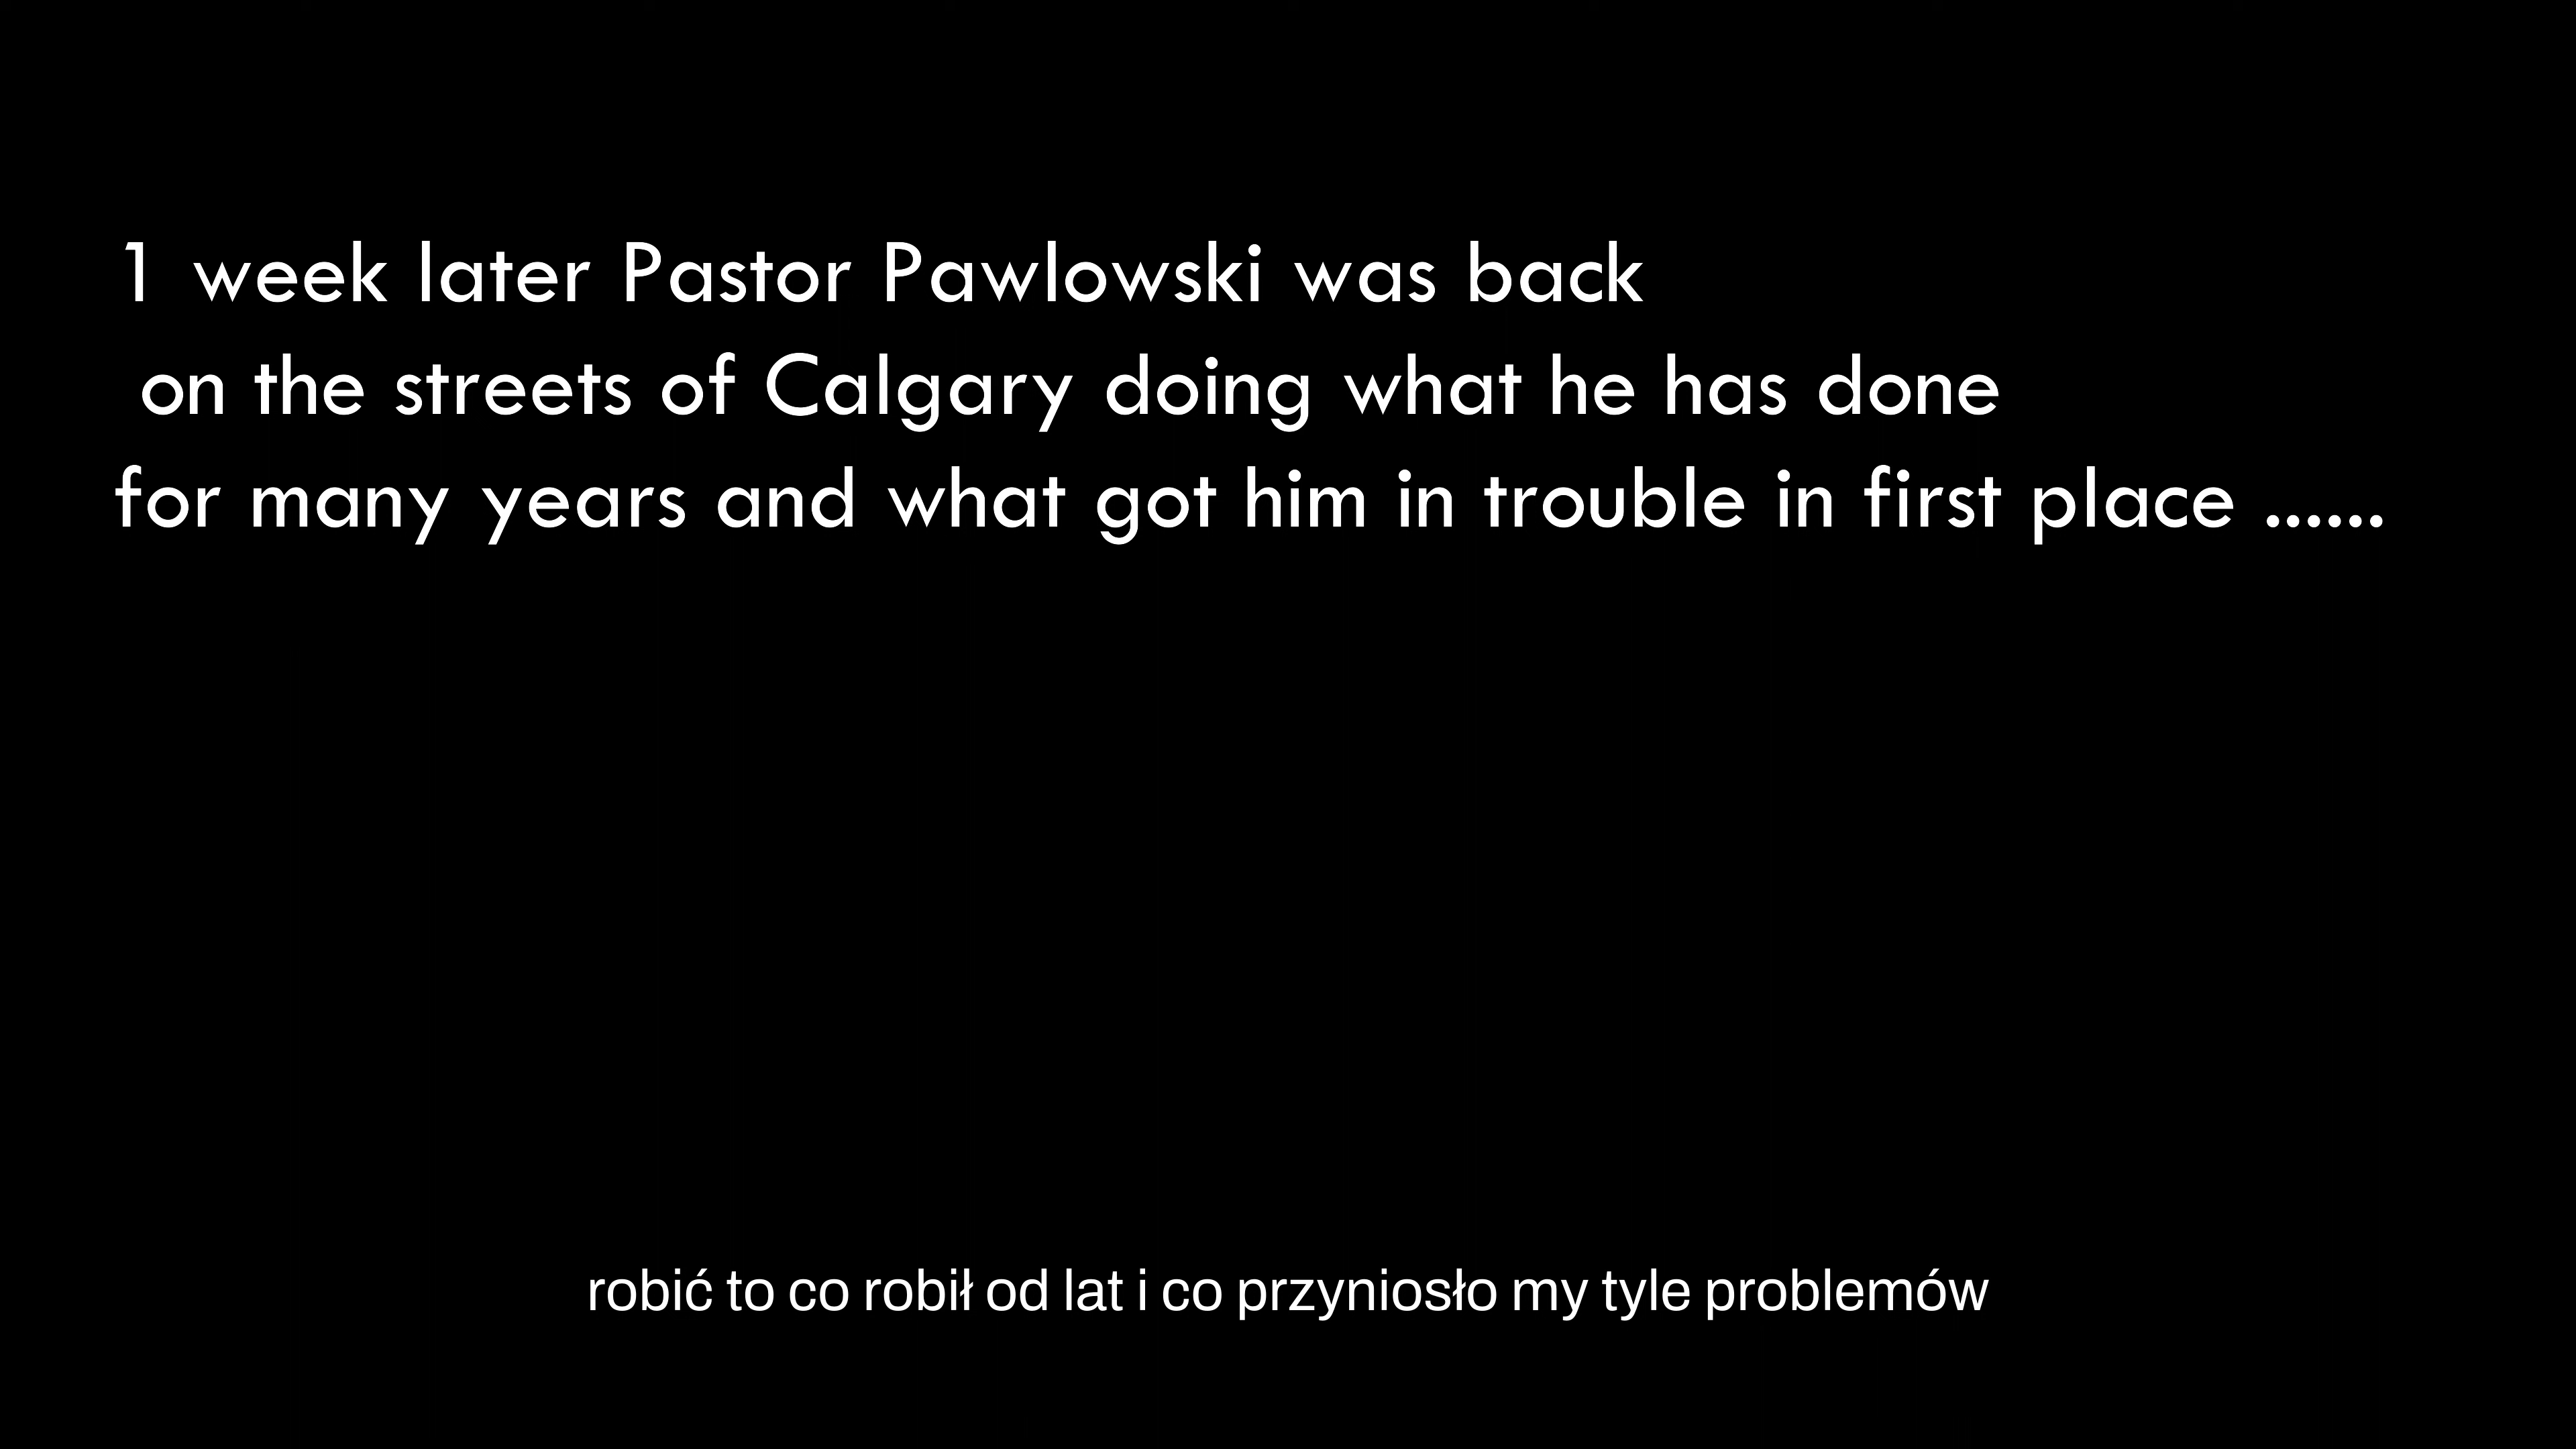 1 week later Pastor Pawlowski was back
on the streets of Calgary doing what he has done
for many years and what got him in trouble in first place ......
robić to co robił od lat i co przyniosło my tyle problemów